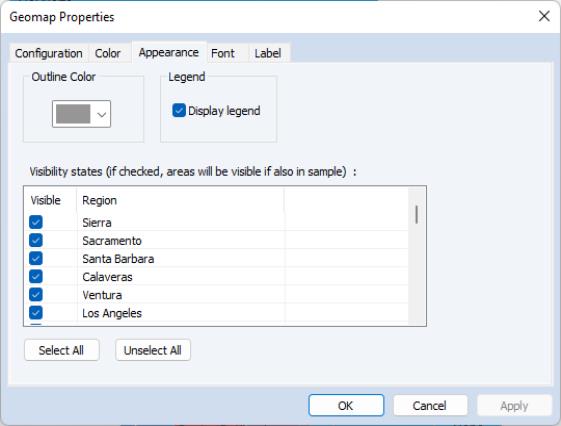 Geomap Properties
Configuration Color Appearance Font Label
Outline Color
Legend
Display legend
Visibility states (if checked, areas will be visible if also in sample) :
Visible Region
Sierra
Sacramento
Santa Barbara
Calaveras
Ventura
Los Angeles
Select All Unselect All
OK Cancel Apply